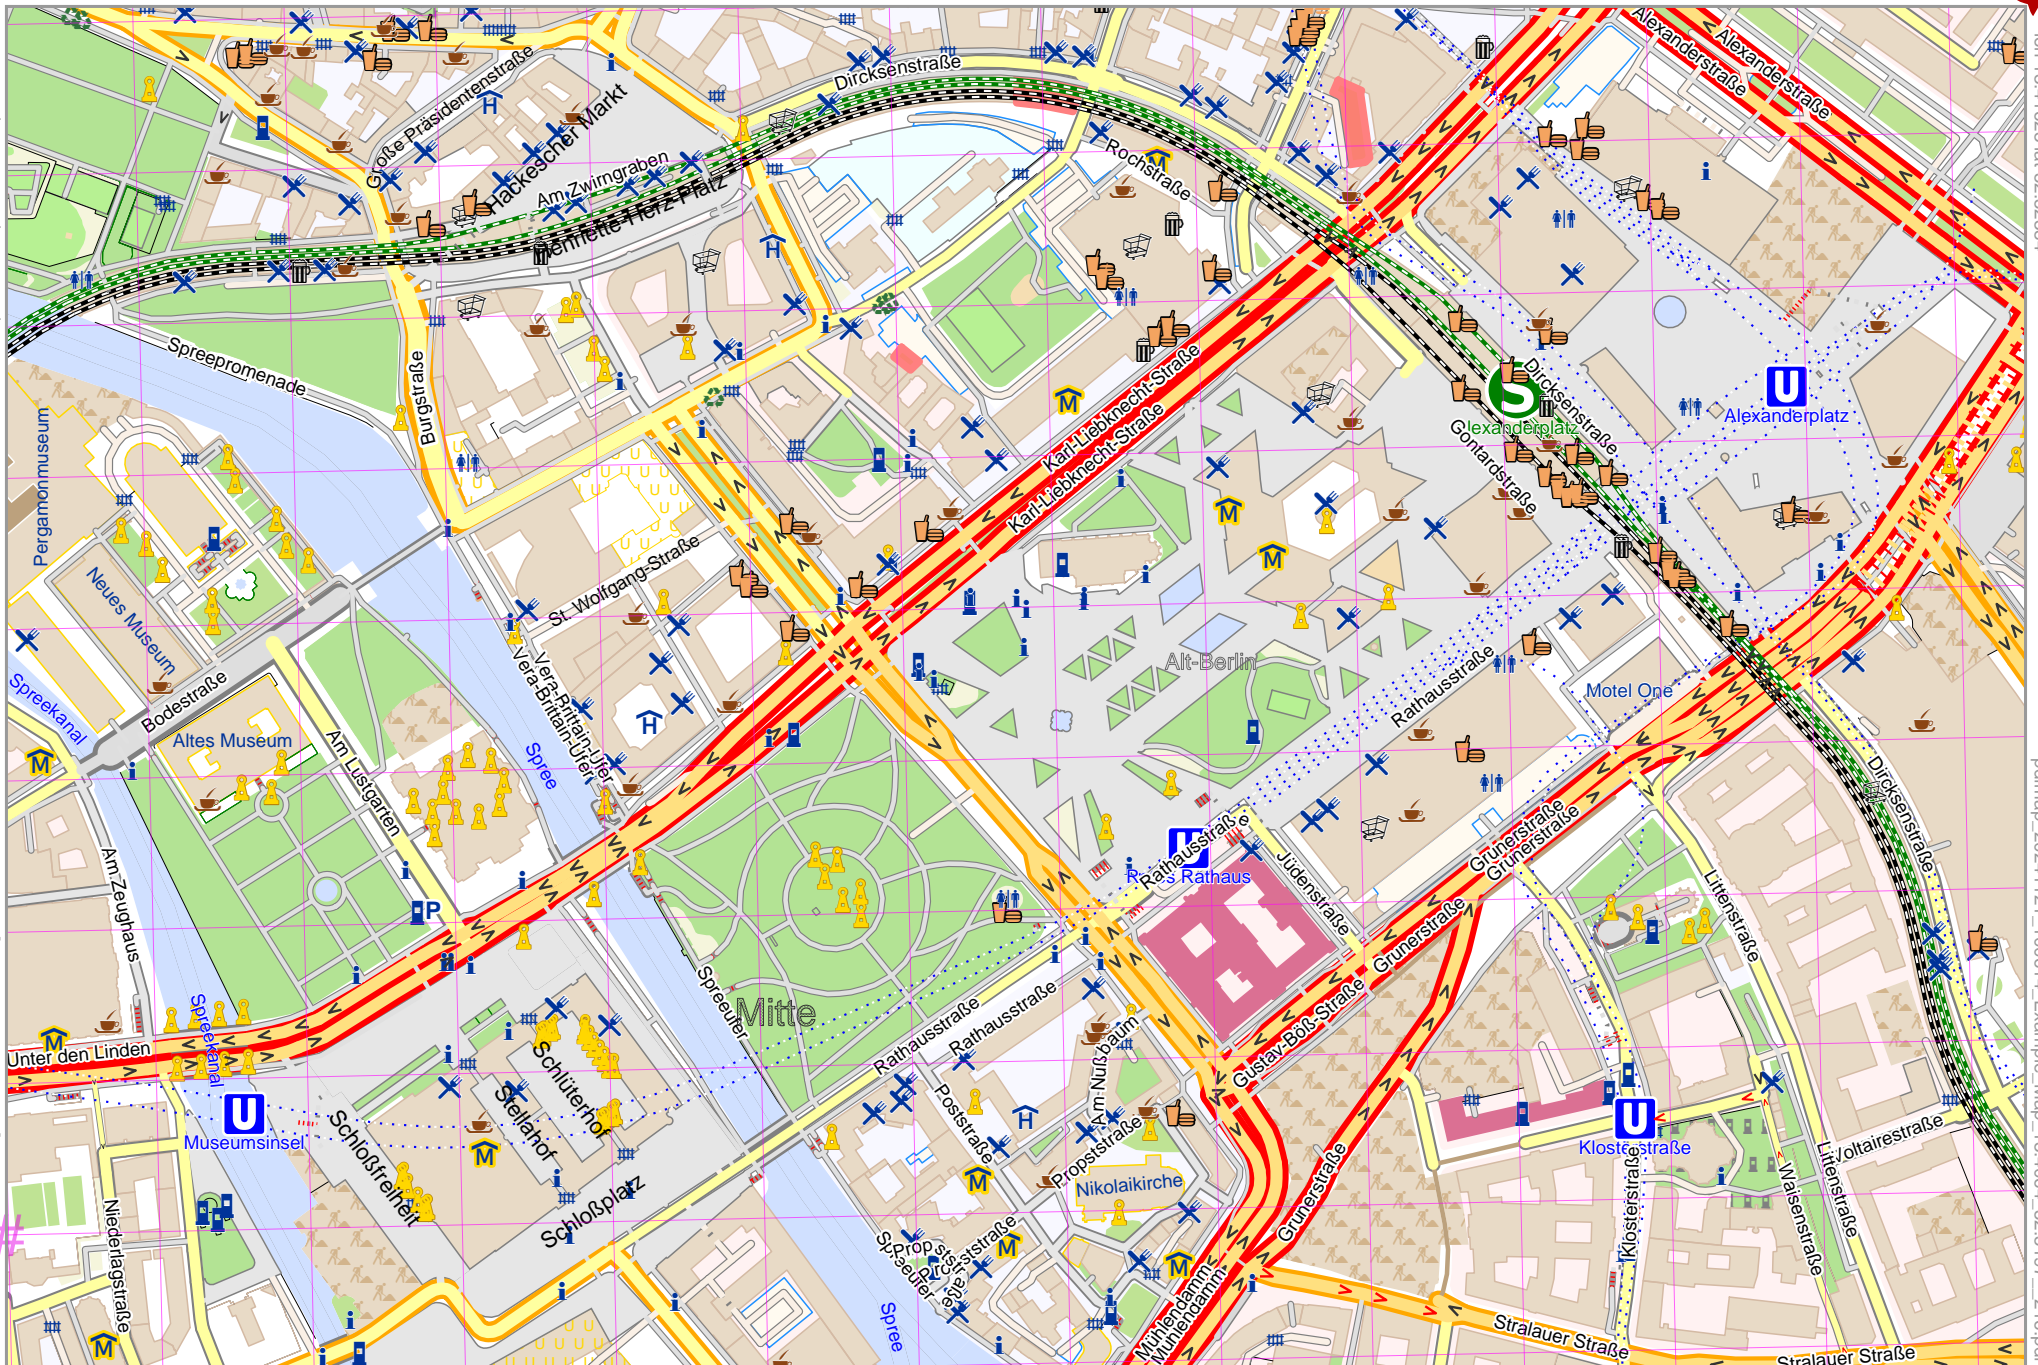 Alexanderstraße
Alexanderstraße
Dircksenstraße
Große Präsidentenstraße
Hackescher Markt
Am Zwirngraben
Henriette-Herz-Platz
Rochstraße
Spreepromenade
Burgstraße
Karl-Liebknecht-Straße
Karl-Liebknecht-Straße
S
Dircksenstraße
U
Alexanderplatz
Gontardstraße
Pergamonmuseum
Neues Museum
St. Wolfgang-Straße
Vera-Brittain-Ufer
Vera-Brittain-Ufer
Alt-Berlin
Rathausstraße
Motel One
Spreekanal
Bodestraße
Altes Museum
Am Lustgarten
Spree
Dircksenstraße
Grunerstraße
Grunerstraße
U
Rathausstraße
Jüdenstraße
Littenstraße
Am Zeughaus
P
Grunerstraße
Spreeufer
Mitte
Spreekanal
Unter den Linden
Rathausstraße
Rathausstraße
Gustav-Böß-Straße
Am Nußbaum
Schlüterhof
Stellahof
Poststraße
Propststraße
U
Museumsinsel
Schloßfreiheit
Schloßplatz
Nikolaikirche
U
Klosterstraße
Voltairestraße
Klosterstraße
Waisenstraße
Littenstraße
Grunerstraße
Niederlagstraße
Spreeufer
Mühlendamm
Mühlendamm
Spree
Stralauer Straße
Stralauer Straße